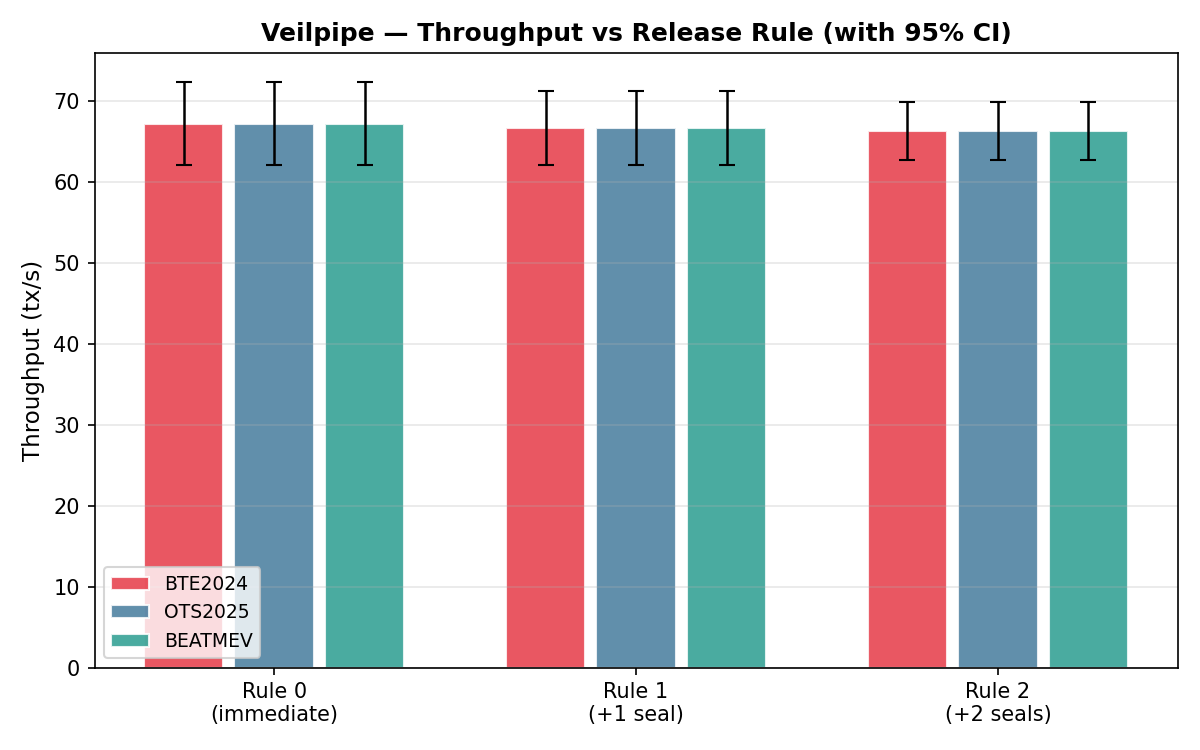 Veilpipe — Throughput vs Release Rule (with 95% CI)
Throughput (tx/s)
70
60
50
40
30
20
10
0
BTE2024
OTS2025
BEATMEV
Rule 0
(immediate)
Rule 1
(+1 seal)
Rule 2
(+2 seals)